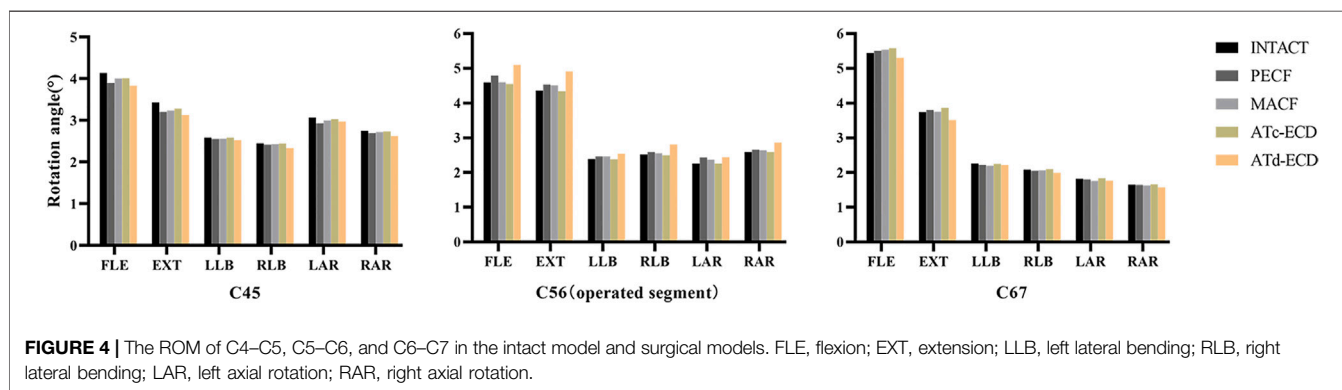 Rotation angle(°)
5
4
3
2
1
0
FLE EXT LLB RLB LAR RAR
C45
6
5
4
3
2
1
0
FLE EXT LLB RLB LAR RAR
C56(operated segment)
6
5
4
3
2
1
0
FLE EXT LLB RLB LAR RAR
C67
INTACT
PECF
MACF
ATc-ECD
ATd-ECD
FIGURE 4 | The ROM of C4–C5, C5–C6, and C6–C7 in the intact model and surgical models. FLE, flexion; EXT, extension; LLB, left lateral bending; RLB, right
lateral bending; LAR, left axial rotation; RAR, right axial rotation.